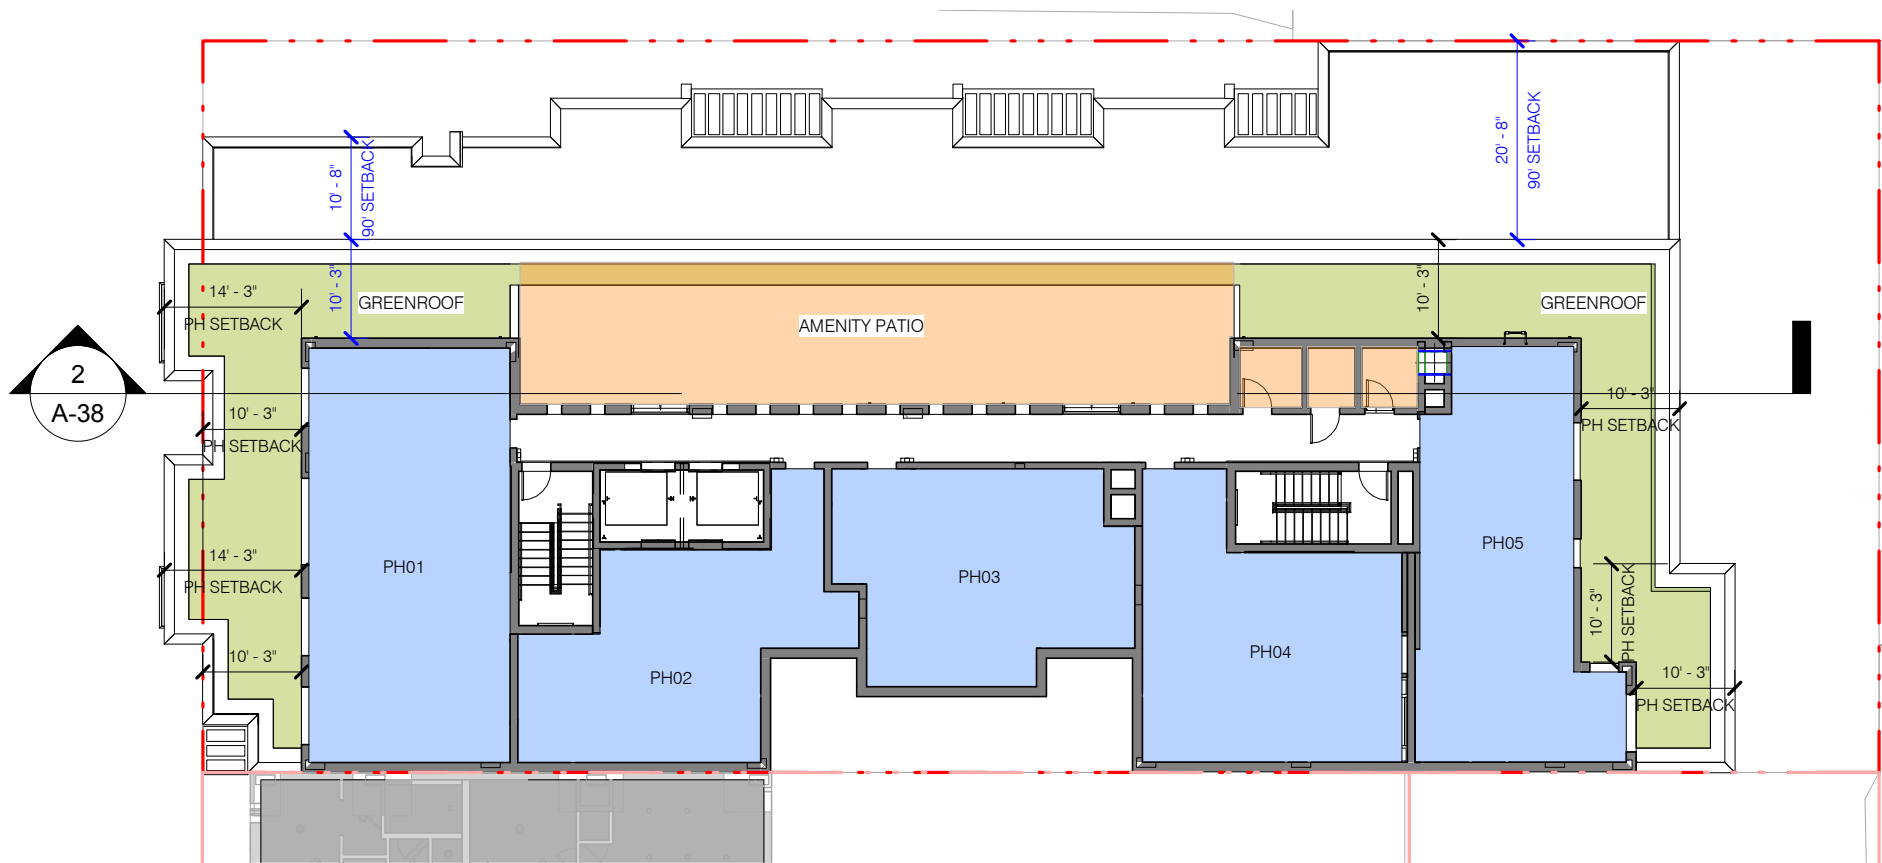 20' - 8"
90' SETBACK
10' - 8"
90' SETBACK
10' - 3"
10' - 3"
14' - 3"
PH SETBACK
GREENROOF
GREENROOF
AMENITY PATIO
2
A-38
10' - 3"
PH SETBACK
10' - 3"
PH SETBACK
14' - 3"
PH SETBACK
PH01
PH03
PH05
10' - 3"
PH SETBACK
10' - 3"
PH02
PH04
10' - 3"
PH SETBACK